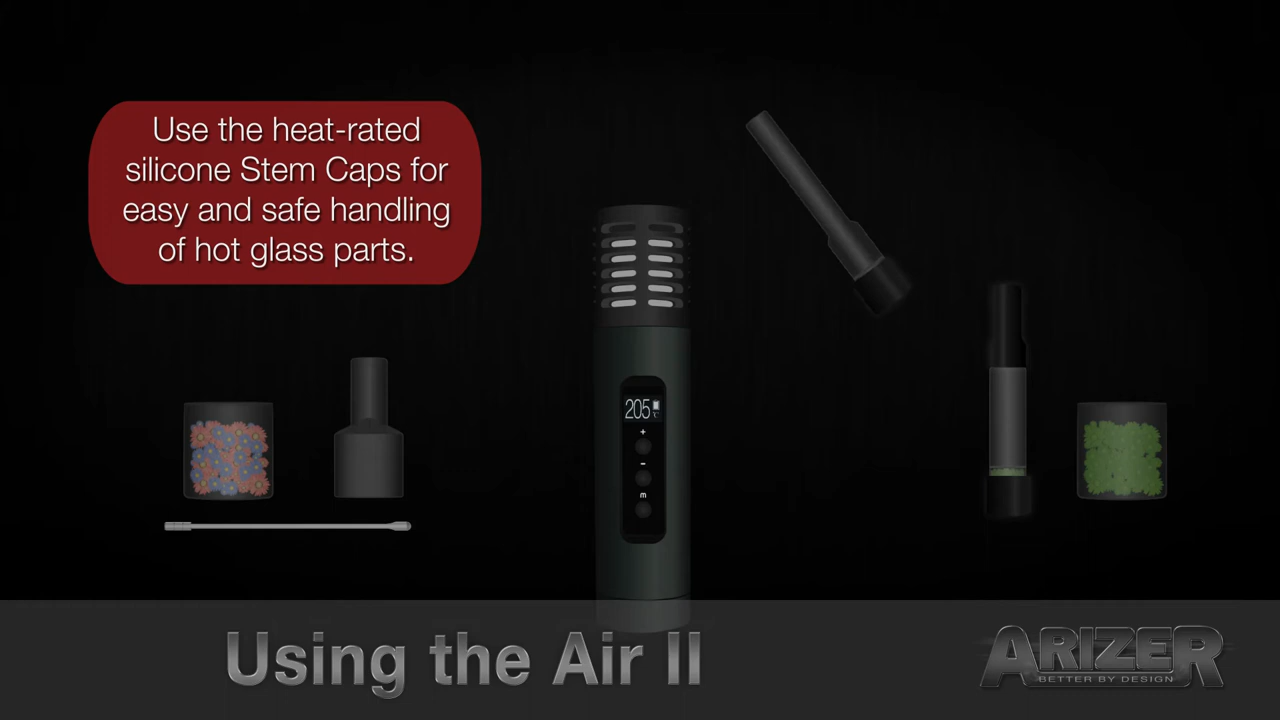 Use the heat-rated
silicone Stem Caps for
easy and safe handling
of hot glass parts.
205
+
-
m
Using the Air II
ARIZER
BETTER BY DESIGN